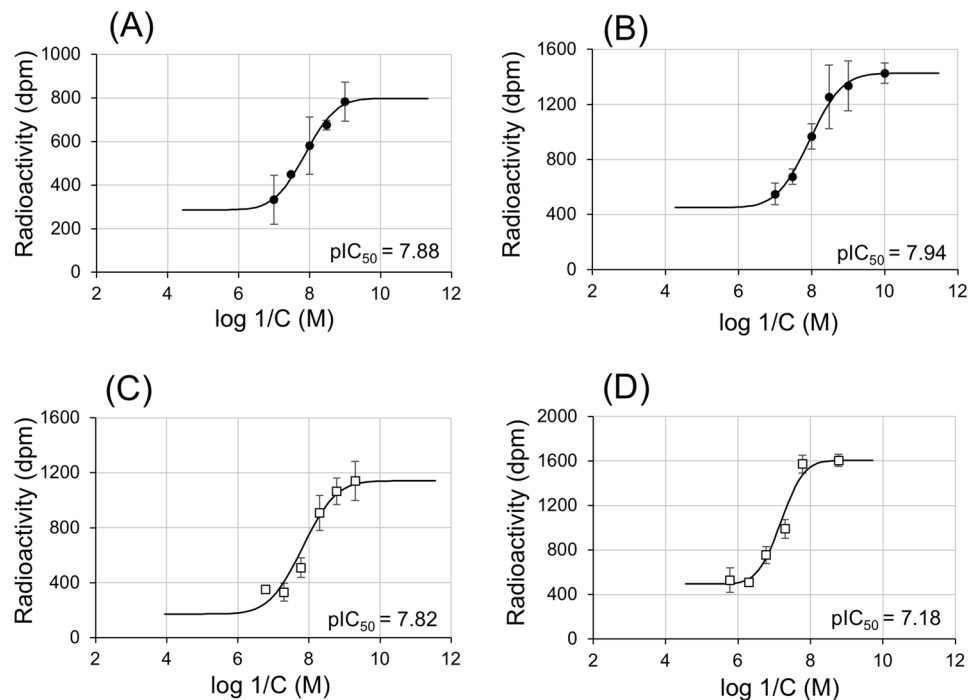 (A)
Radioactivity (dpm)
1000
800
600
400
200
0
pIC50 = 7.88
2 4 6 8 10 12
log 1/C (M)
(B)
Radioactivity (dpm)
1600
1200
800
400
0
pIC50 = 7.94
2 4 6 8 10 12
log 1/C (M)
(C)
Radioactivity (dpm)
1600
1200
800
400
0
pIC50 = 7.82
2 4 6 8 10 12
log 1/C (M)
(D)
Radioactivity (dpm)
2000
1600
1200
800
400
0
pIC50 = 7.18
2 4 6 8 10 12
log 1/C (M)